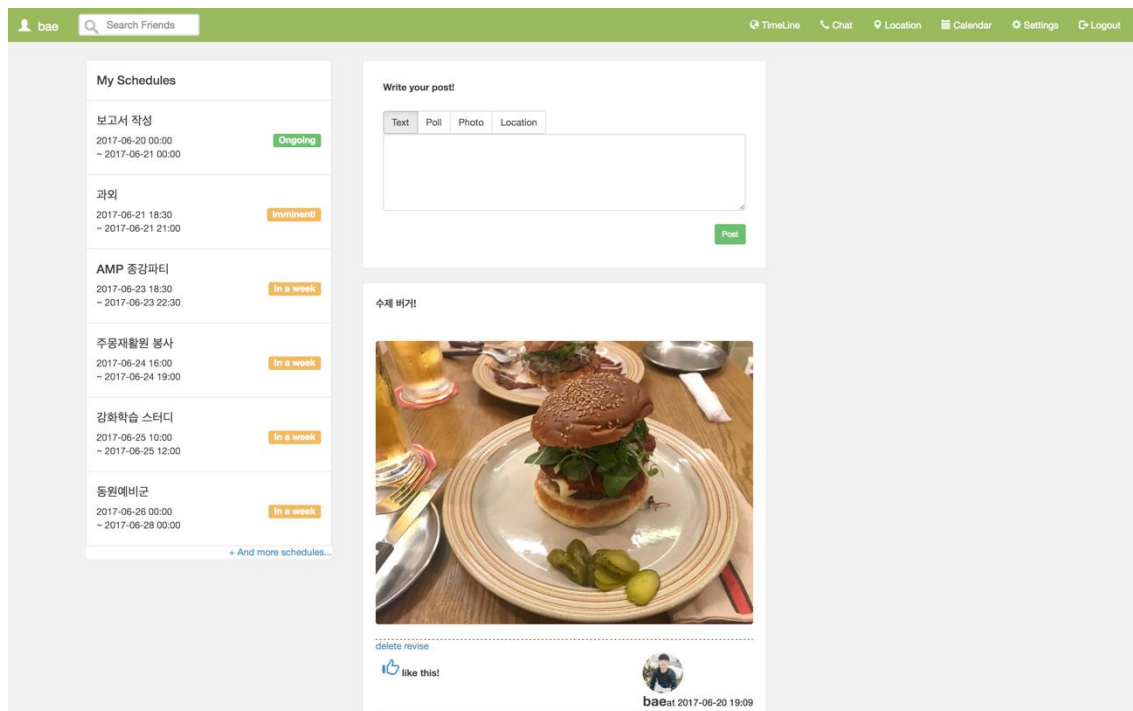 bae Search Friends TimeLine Chat Location Calendar Settings Logout
My Schedules
보고서 작성
2017-06-20 00:00
~ 2017-06-21 00:00
Ongoing
과외
2017-06-21 18:30
~ 2017-06-21 21:00
Imminent!
AMP 종강파티
2017-06-23 18:30
~ 2017-06-23 22:30
In a week
주몽재활원 봉사
2017-06-24 16:00
~ 2017-06-24 19:00
In a week
강화학습 스터디
2017-06-25 10:00
~ 2017-06-25 12:00
In a week
동원예비군
2017-06-26 00:00
~ 2017-06-28 00:00
In a week
+ And more schedules...
Write your post!
Text Poll Photo Location
Post
수제 버거!
delete revise
like this!
baeat 2017-06-20 19:09